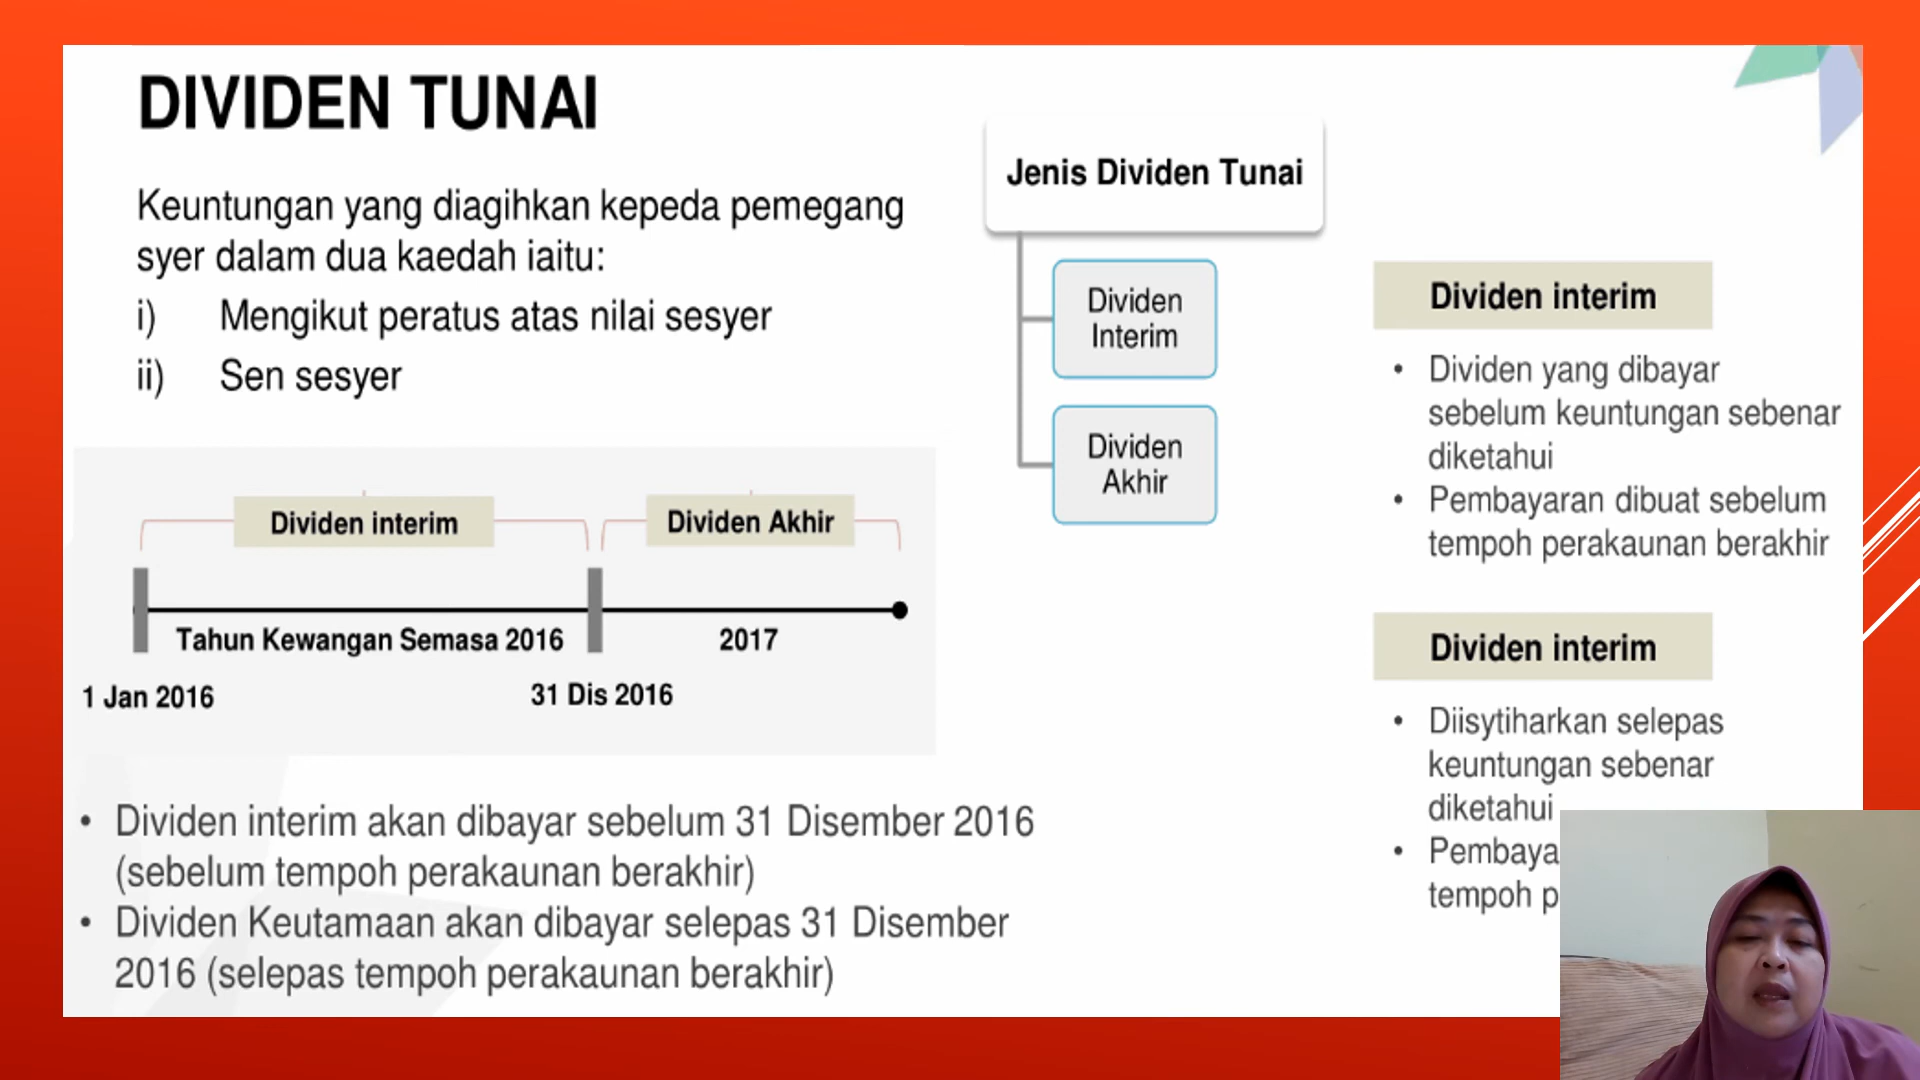 DIVIDEN TUNAI
Keuntungan yang diagihkan kepeda pemegang
syer dalam dua kaedah iaitu:
i) Mengikut peratus atas nilai sesyer
ii) Sen sesyer
Dividen interim
Dividen Akhir
Tahun Kewangan Semasa 2016
2017
1 Jan 2016
31 Dis 2016
• Dividen interim akan dibayar sebelum 31 Disember 2016
(sebelum tempoh perakaunan berakhir)
• Dividen Keutamaan akan dibayar selepas 31 Disember
2016 (selepas tempoh perakaunan berakhir)
Jenis Dividen Tunai
Dividen
Interim
Dividen
Akhir
Dividen interim
• Dividen yang dibayar
sebelum keuntungan sebenar
diketahui
• Pembayaran dibuat sebelum
tempoh perakaunan berakhir
Dividen interim
• Diisytiharkan selepas
keuntungan sebenar
diketahui
• Pembaya
tempoh p